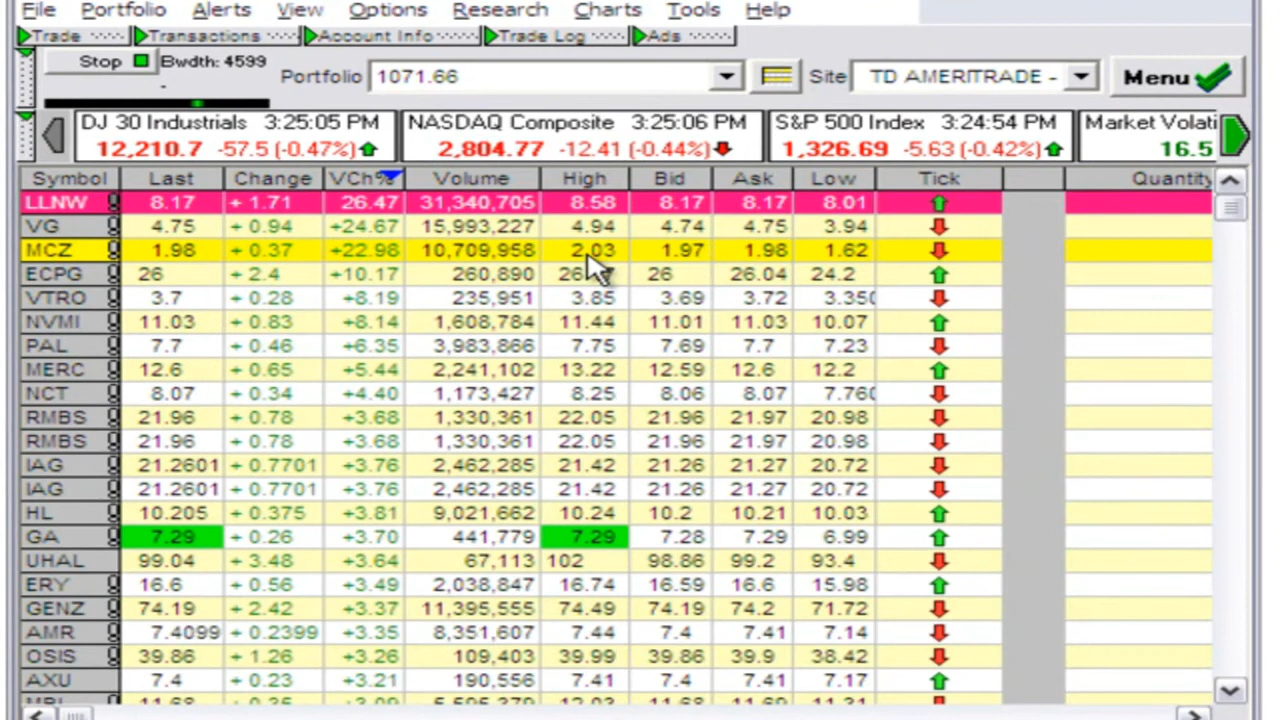 File Portfolio Alerts View Options Research Charts Tools Help
Trade Transactions Account Info Trade Log Ads
Stop Bwdth: 4599 Portfolio 1071.66 Site TD AMERITRADE - Menu
DJ 30 Industrials 3:25:05 PM NASDAQ Composite 3:25:06 PM S&P 500 Index 3:24:54 PM Market Volati
12,210.7 -57.5 (-0.47%) 2,804.77 -12.41 (-0.44%) 1,326.69 -5.63 (-0.42%) 16.5
Symbol Last Change VCh% Volume High Bid Ask Low Tick Quantity
LLNW 8.17 + 1.71 26.47 31,340,705 8.58 8.17 8.17 8.01
VG 4.75 + 0.94 +24.67 15,993,227 4.94 4.74 4.75 3.94
MCZ 1.98 + 0.37 +22.98 10,709,958 2.03 1.97 1.98 1.62
ECPG 26 + 2.4 +10.17 260,890 26 26.04 24.2
VTRO 3.7 + 0.28 +8.19 235,951 3.85 3.69 3.72 3.350
NVMI 11.03 + 0.83 +8.14 1,608,784 11.44 11.01 11.03 10.07
PAL 7.7 + 0.46 +6.35 3,983,866 7.75 7.69 7.7 7.23
MERC 12.6 + 0.65 +5.44 2,241,102 13.22 12.59 12.6 12.2
NCT 8.07 + 0.34 +4.40 1,173,427 8.25 8.06 8.07 7.760
RMBS 21.96 + 0.78 +3.68 1,330,361 22.05 21.96 21.97 20.98
RMBS 21.96 + 0.78 +3.68 1,330,361 22.05 21.96 21.97 20.98
IAG 21.2601 + 0.7701 +3.76 2,462,285 21.42 21.26 21.27 20.72
IAG 21.2601 + 0.7701 +3.76 2,462,285 21.42 21.26 21.27 20.72
HL 10.205 + 0.375 +3.81 9,021,662 10.24 10.2 10.21 10.03
GA 7.29 + 0.26 +3.70 441,779 7.29 7.28 7.29 6.99
UHAL 99.04 + 3.48 +3.64 67,113 102 98.86 99.2 93.4
ERY 16.6 + 0.56 +3.49 2,038,847 16.74 16.59 16.6 15.98
GENZ 74.19 + 2.42 +3.37 11,395,555 74.49 74.19 74.2 71.72
AMR 7.4099 + 0.2399 +3.35 8,351,607 7.44 7.4 7.41 7.14
OSIS 39.86 + 1.26 +3.26 109,403 39.99 39.86 39.9 38.42
AXU 7.4 + 0.23 +3.21 190,556 7.41 7.4 7.41 7.17